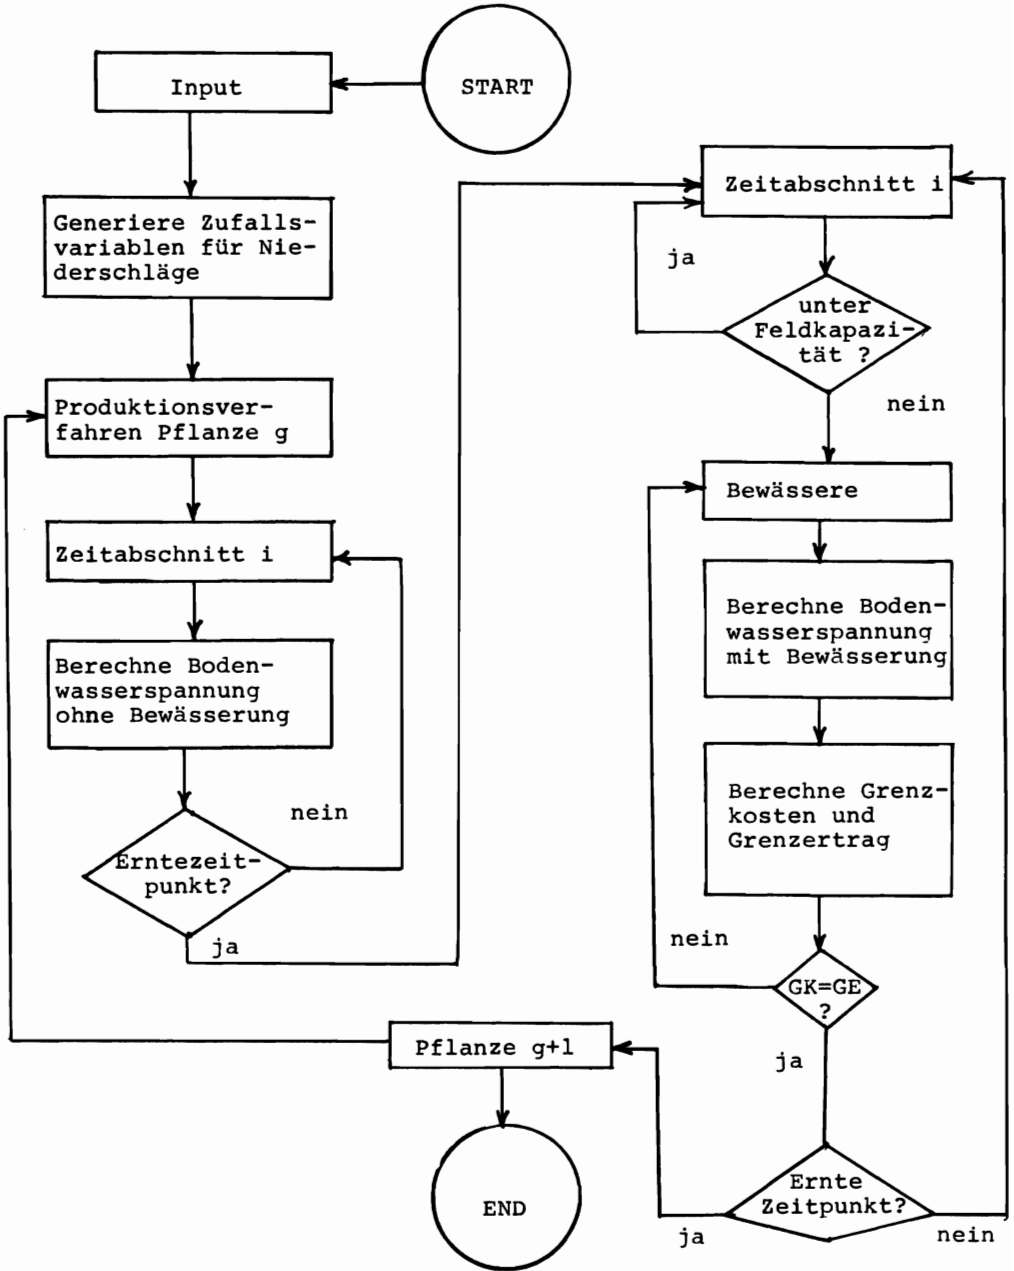 START
Input
Generiere Zufalls-
variablen für Nie-
derschläge
Produktionsver-
fahren Pflanze g
Zeitabschnitt i
Berechne Boden-
wasserspannung
ohne Bewässerung
nein
Erntezeit-
punkt?
ja
Zeitabschnitt i
ja
unter
Feldkapazi-
tät ?
nein
Bewässere
Berechne Boden-
wasserspannung
mit Bewässerung
Berechne Grenz-
kosten und
Grenzertrag
nein
GK=GE
?
ja
Ernte
Zeitpunkt?
ja
nein
Pflanze g+1
END